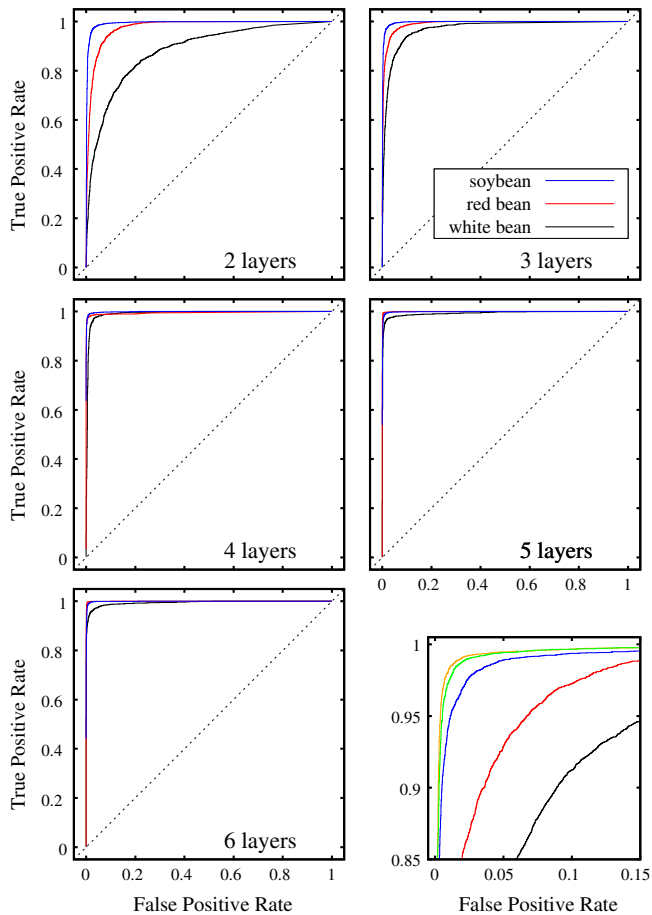 1
0.8
0.6
0.4
0.2
0
True Positive Rate
2 layers
soybean
red bean
white bean
3 layers
1
0.8
0.6
0.4
0.2
0
True Positive Rate
4 layers
5 layers
0 0.2 0.4 0.6 0.8 1
1
0.8
0.6
0.4
0.2
0
True Positive Rate
6 layers
0 0.2 0.4 0.6 0.8 1
False Positive Rate
1
0.95
0.9
0.85
0 0.05 0.1 0.15
False Positive Rate